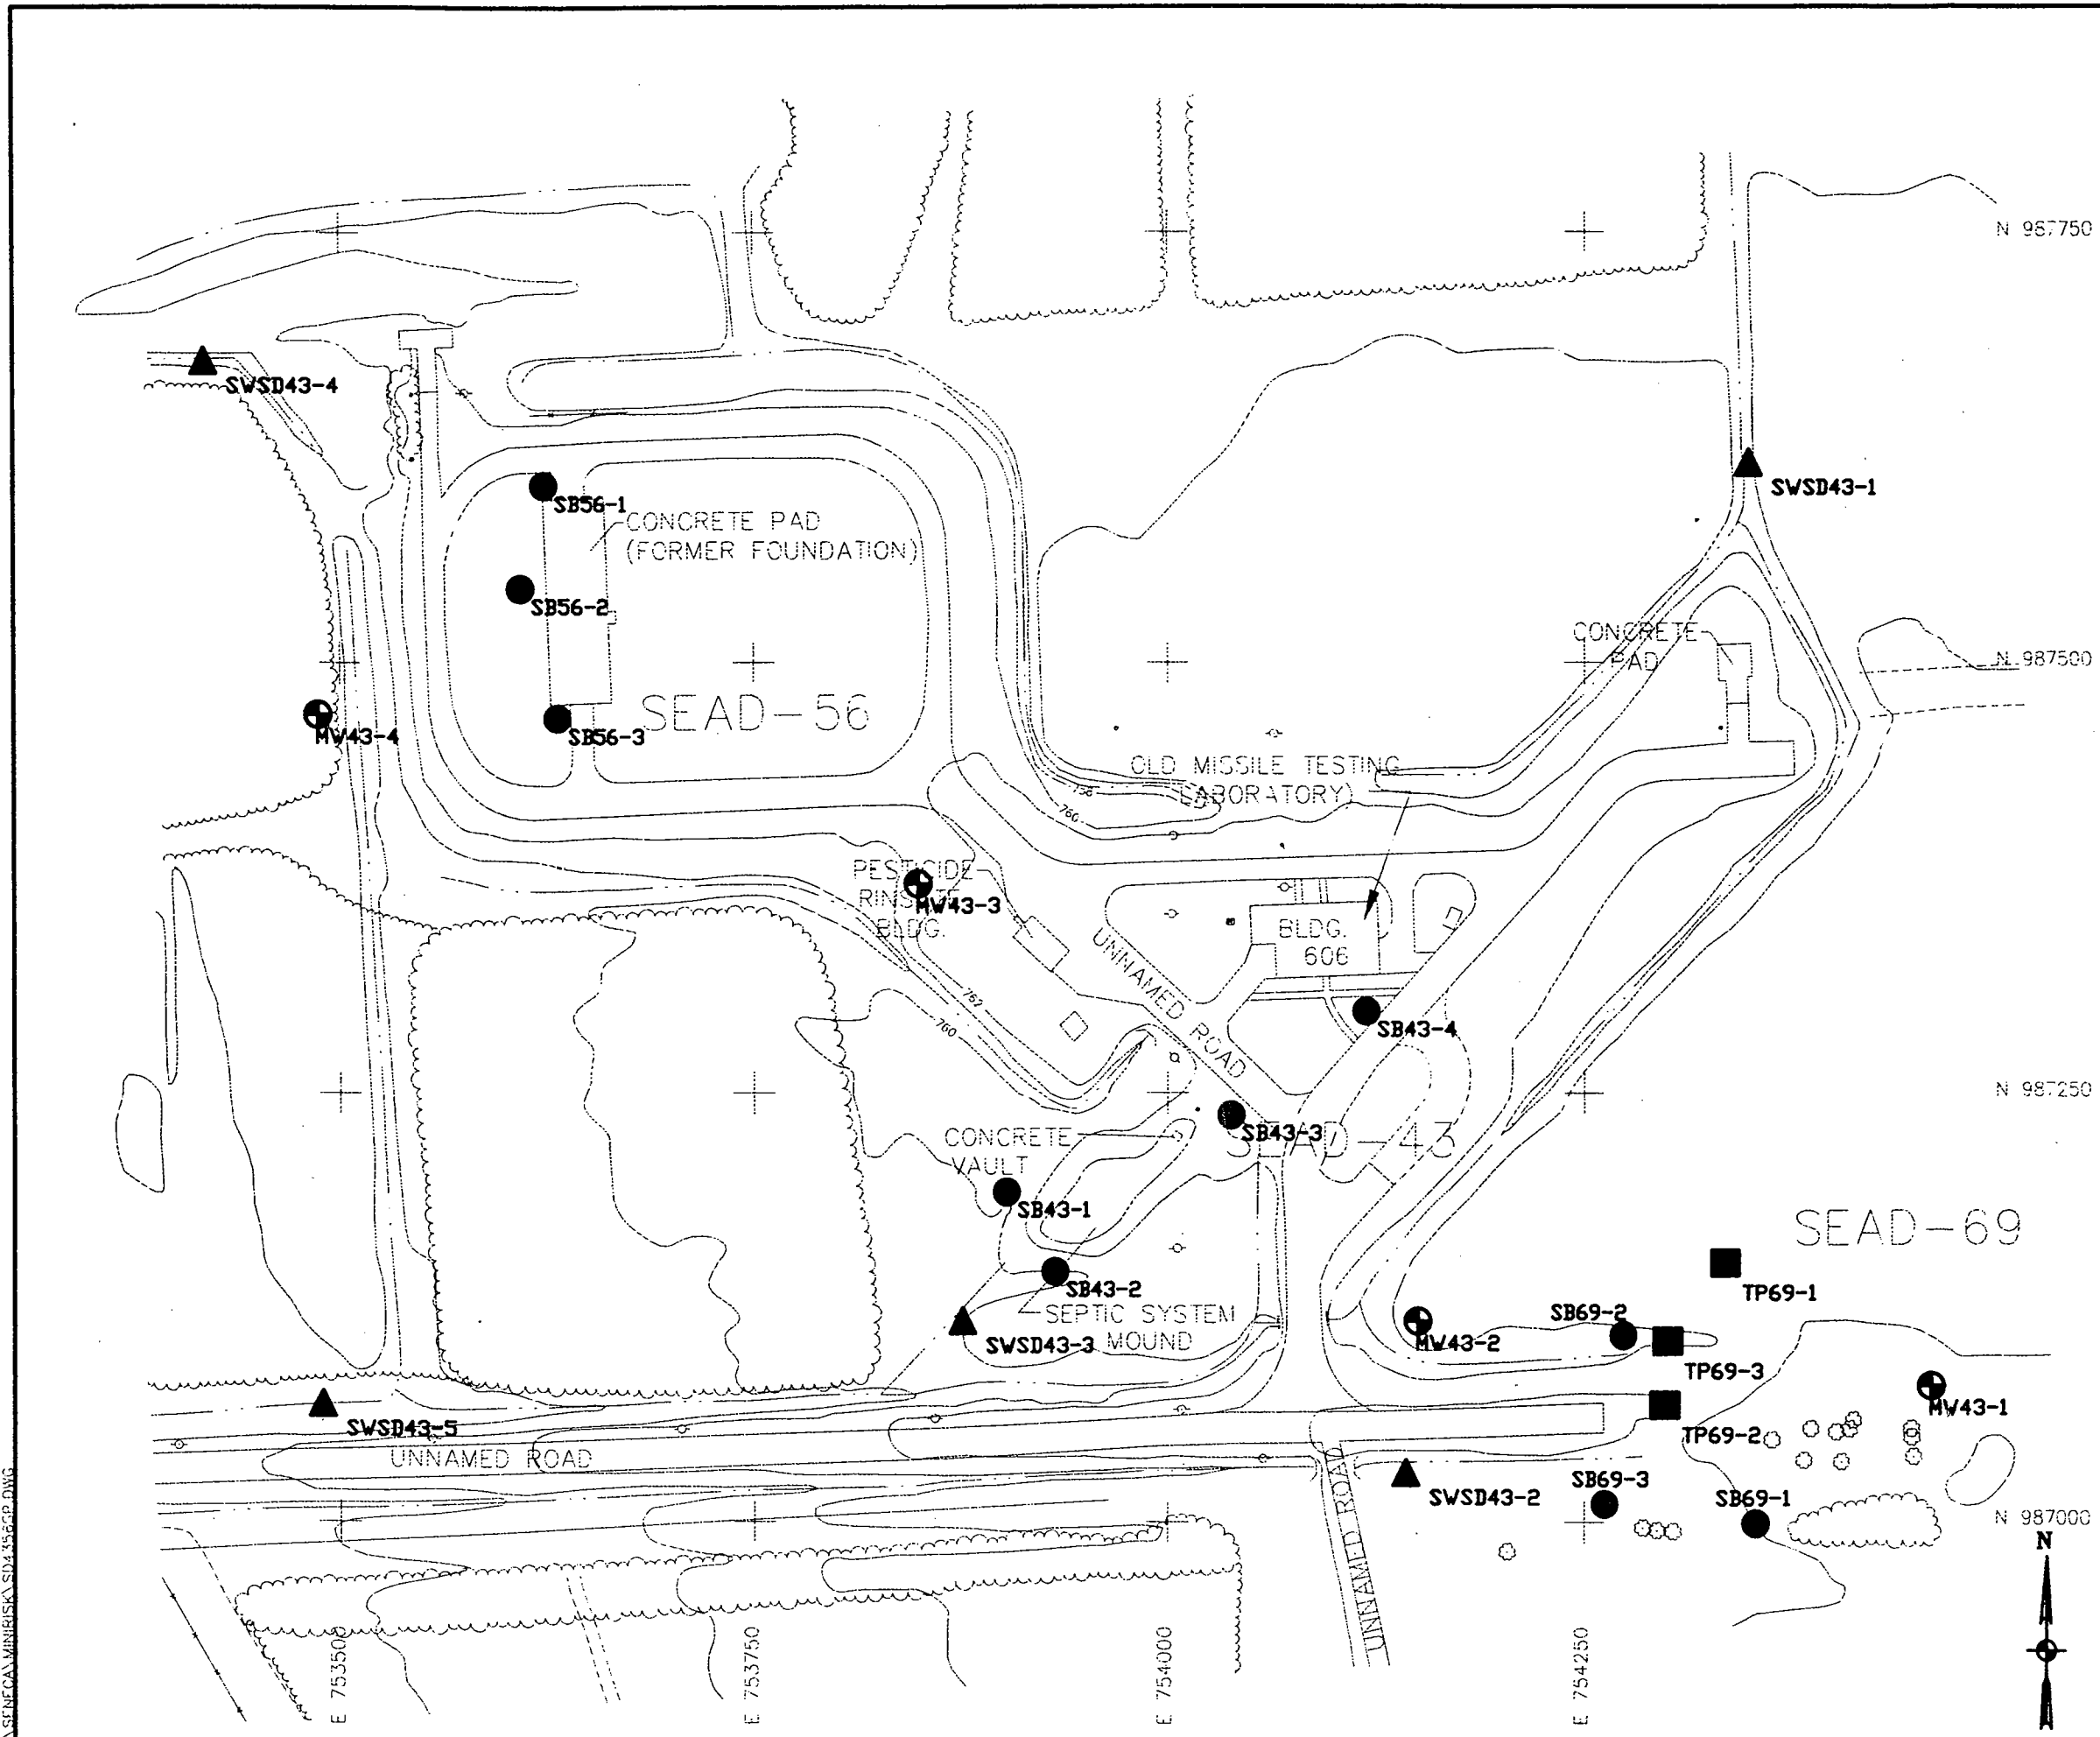 N 987750
SWSD43-4
SWSD43-1
SB56-1
CONCRETE PAD
(FORMER FOUNDATION)
SB56-2
CONCRETE
PAD
N 987500
SEAD-56
MW43-4
SB56-3
OLD MISSILE TESTING
LABORATORY)
758
760
PESTICIDE
RINSATE
BLDG.
MW43-3
BLDG.
606
UNNAMED ROAD
762
760
SB43-4
N 987250
CONCRETE
VAULT
SB43-3
SEAD-43
SB43-1
SEAD-69
SB43-2
SEPTIC SYSTEM
MOUND
SWSD43-3
TP69-1
SB69-2
MW43-2
TP69-3
MW43-1
SWSD43-5
UNNAMED ROAD
TP69-2
UNNAMED ROAD
SWSD43-2
SB69-3
SB69-1
N 987000
N
E 753500
E 753750
E 754000
E 754250